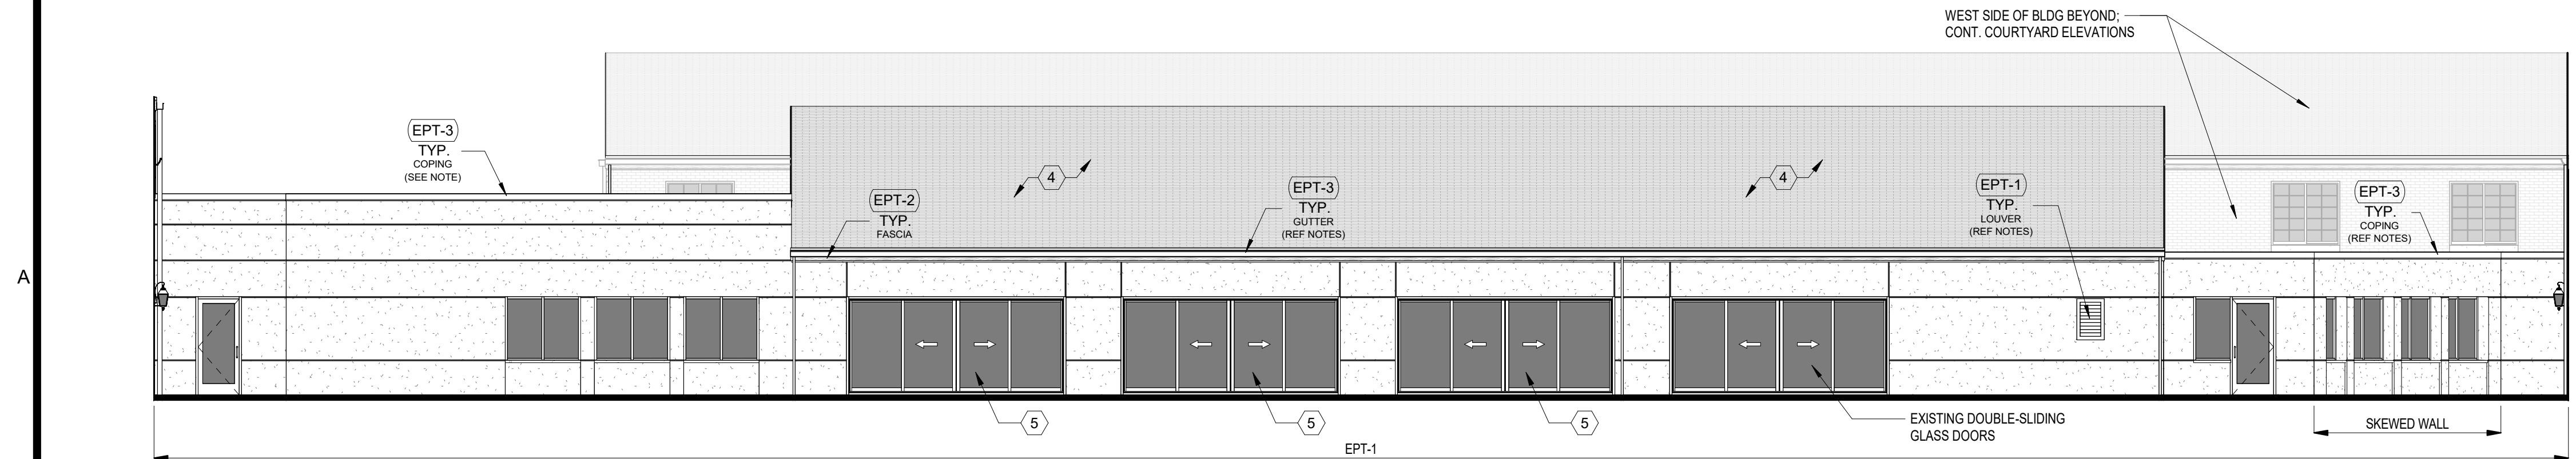 WEST SIDE OF BLDG BEYOND;
CONT. COURTYARD ELEVATIONS
EPT-3
TYP.
COPING
(SEE NOTE)
4
4
EPT-2
TYP.
FASCIA
EPT-3
TYP.
GUTTER
(REF NOTES)
EPT-1
TYP.
LOUVER
(REF NOTES)
EPT-3
TYP.
COPING
(REF NOTES)
A
5
5
5
EXISTING DOUBLE-SLIDING
GLASS DOORS
SKEWED WALL
EPT-1